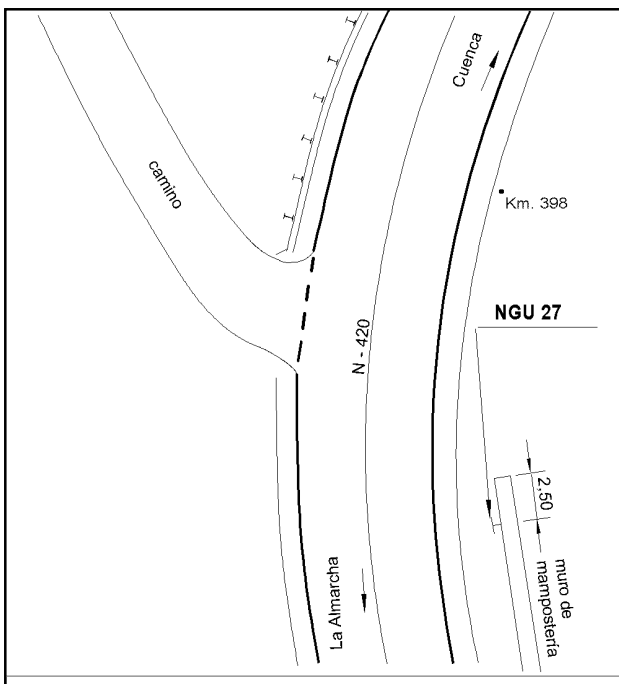 Cuenca
camino
Km. 398
NGU 27
N - 420
2,50
muro de
mampostería
La Almarcha